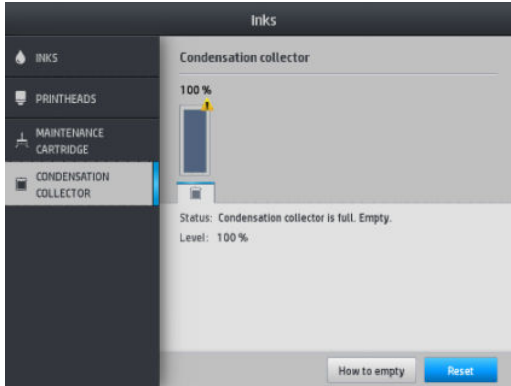 Inks
INKS
PRINTHEADS
MAINTENANCE
CARTRIDGE
CONDENSATION
COLLECTOR
Condensation collector
100 %
Status: Condensation collector is full. Empty.
Level: 100 %
How to empty
Reset